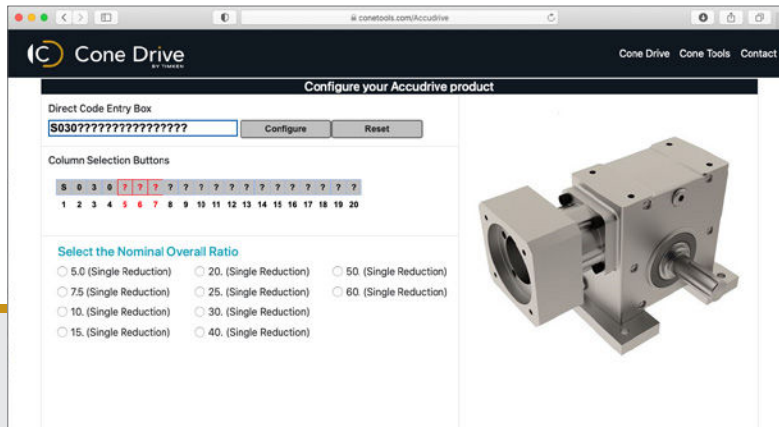 conetools.com/Accudrive
Cone Drive
BY TIMKEN
Cone Drive Cone Tools Contact
Configure your Accudrive product
Direct Code Entry Box
S030????????????????
Configure Reset
Column Selection Buttons
S 0 3 0 ? ? ? ? ? ? ? ? ? ? ? ? ? ? ? ?
1 2 3 4 5 6 7 8 9 10 11 12 13 14 15 16 17 18 19 20
Select the Nominal Overall Ratio
5.0 (Single Reduction) 20. (Single Reduction) 50. (Single Reduction)
7.5 (Single Reduction) 25. (Single Reduction) 60. (Single Reduction)
10. (Single Reduction) 30. (Single Reduction)
15. (Single Reduction) 40. (Single Reduction)